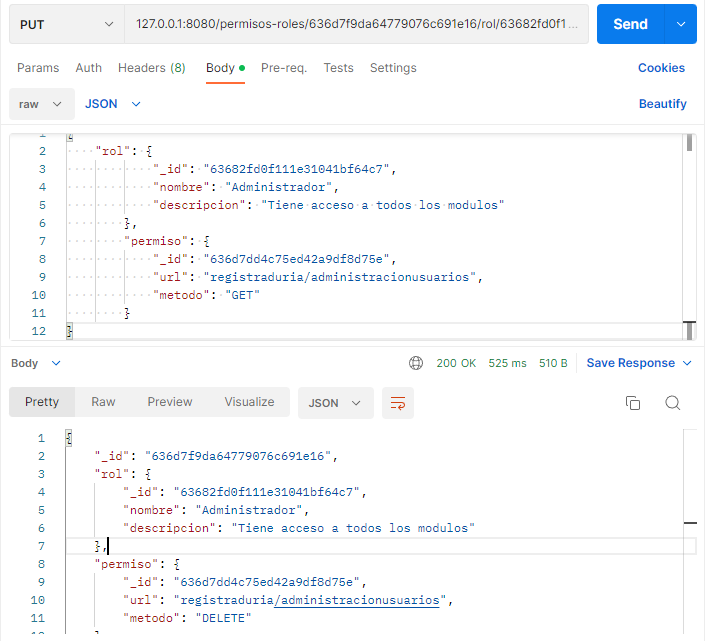 PUT 127.0.0.1:8080/permisos-roles/636d7f9da64779076c691e16/rol/63682fd0f1 ... Send
Params Auth Headers (8) Body Pre-req. Tests Settings Cookies
raw JSON Beautify
1 {
2 "rol": {
3 "_id": "63682fd0f111e31041bf64c7",
4 "nombre": "Administrador",
5 "descripcion": "Tiene acceso a todos los modulos"
6 },
7 "permiso": {
8 "_id": "636d7dd4c75ed42a9df8d75e",
9 "url": "registraduria/administracionusuarios",
10 "metodo": "GET"
11 }
12 }
Body 200 OK 525 ms 510 B Save Response
Pretty Raw Preview Visualize JSON
1 {
2 "_id": "636d7f9da64779076c691e16",
3 "rol": {
4 "_id": "63682fd0f111e31041bf64c7",
5 "nombre": "Administrador",
6 "descripcion": "Tiene acceso a todos los modulos"
7 },
8 "permiso": {
9 "_id": "636d7dd4c75ed42a9df8d75e",
10 "url": "registraduria/administracionusuarios",
11 "metodo": "DELETE"